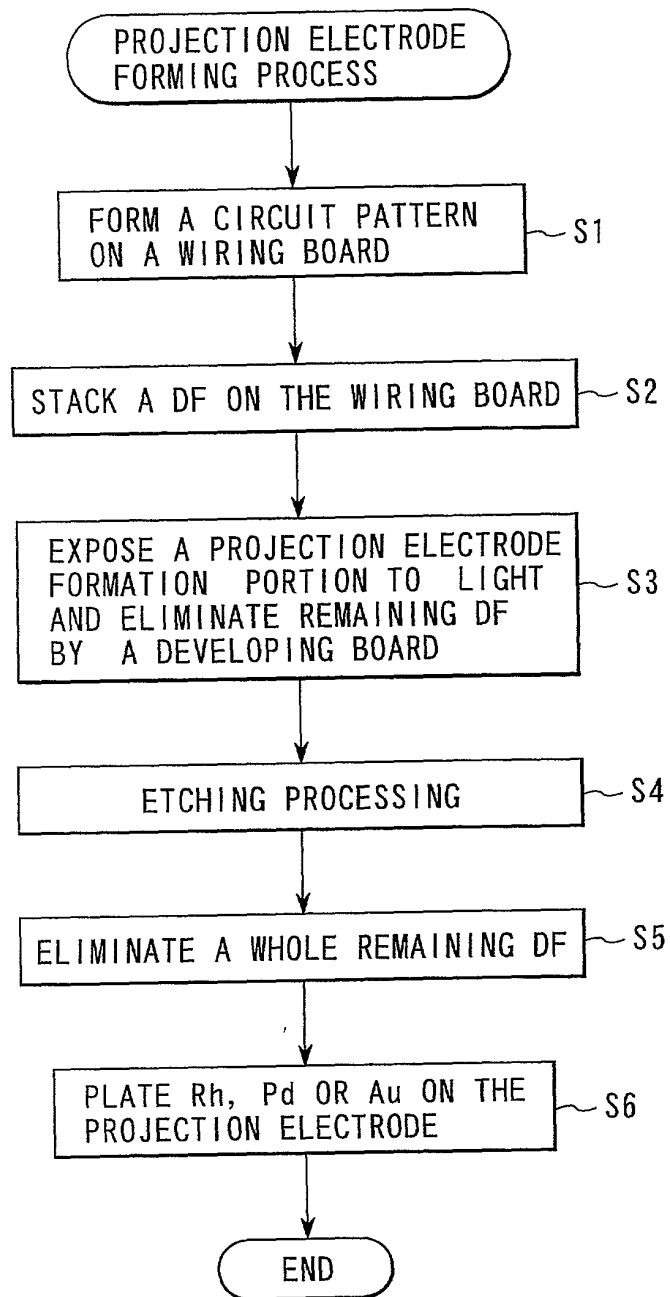 PROJECTION ELECTRODE
FORMING PROCESS
FORM A CIRCUIT PATTERN
ON A WIRING BOARD
S1
STACK A DF ON THE WIRING BOARD
S2
EXPOSE A PROJECTION ELECTRODE
FORMATION PORTION TO LIGHT
AND ELIMINATE REMAINING DF
BY A DEVELOPING BOARD
S3
ETCHING PROCESSING
S4
ELIMINATE A WHOLE REMAINING DF
S5
PLATE Rh, Pd OR Au ON THE
PROJECTION ELECTRODE
S6
END